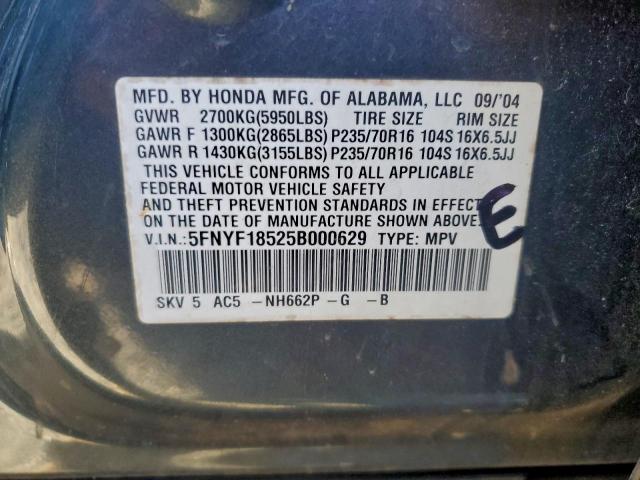 MFD. BY HONDA MFG. OF ALABAMA, LLC 09/'04
GVWR 2700KG(5950LBS) TIRE SIZE RIM SIZE
GAWR F 1300KG(2865LBS) P235/70R16 104S 16X6.5JJ
GAWR R 1430KG(3155LBS) P235/70R16 104S 16X6.5JJ
THIS VEHICLE CONFORMS TO ALL APPLICABLE
FEDERAL MOTOR VEHICLE SAFETY
AND THEFT PREVENTION STANDARDS IN EFFECT
ON THE DATE OF MANUFACTURE SHOWN ABOVE.
E
V.I.N.: 5FNYF18525B000629 TYPE: MPV
SKV 5 AC5 -NH662P -G -B